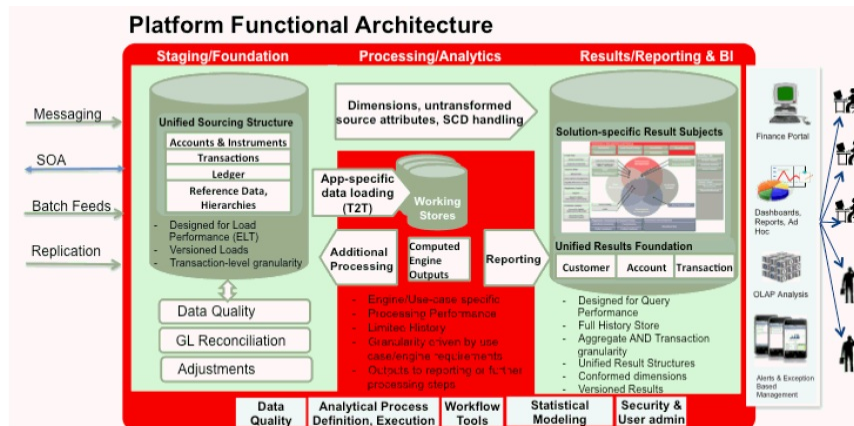 Platform Functional Architecture
Staging/Foundation
Processing/Analytics
Results/Reporting & BI
Messaging
SOA
Batch Feeds
Replication
Unified Sourcing Structure
Accounts & Instruments
Transactions
Ledger
Reference Data,
Hierarchies
- Designed for Load
Performance (ELT)
- Versioned Loads
- Transaction-level granularity
Data Quality
GL Reconciliation
Adjustments
Dimensions, untransformed
source attributes, SCD handling
App-specific
data loading
(T2T)
Working
Stores
Additional
Processing
Computed
Engine
Outputs
Reporting
- Engine/Use-case specific
- Processing Performance
- Limited History
- Granularity driven by use
case/engine requirements
- Outputs to reporting or further
processing steps
Solution-specific Result Subjects
Unified Results Foundation
Customer
Account
Transaction
- Designed for Query
Performance
- Full History Store
- Aggregate AND Transaction
granularity
- Unified Result Structures
- Conformed dimensions
- Versioned Results
Finance Portal
Dashboards,
Reports, Ad
Hoc
OLAP Analysis
Alerts & Exception
Based
Management
Data
Quality
Analytical Process
Definition, Execution
Workflow
Tools
Statistical
Modeling
Security &
User admin